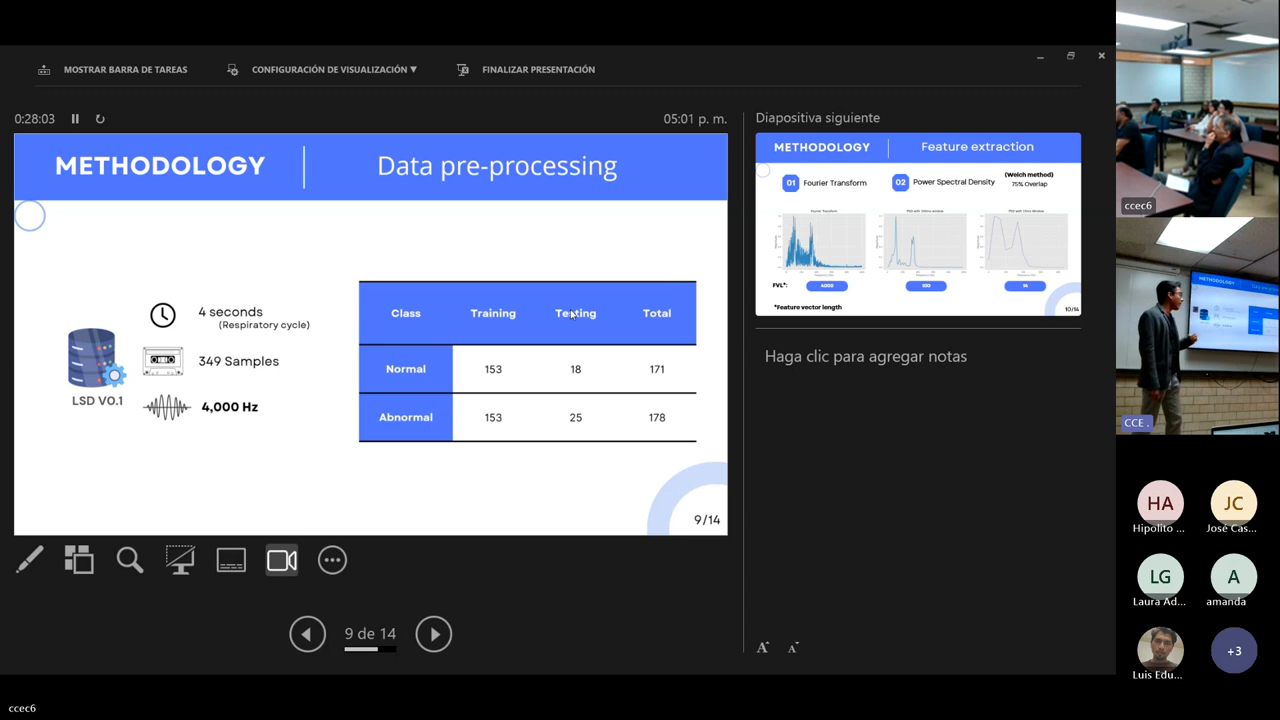 MOSTRAR BARRA DE TAREAS
CONFIGURACIÓN DE VISUALIZACIÓN ▼
FINALIZAR PRESENTACIÓN
0:28:03
05:01 p. m.
METHODOLOGY
Data pre-processing
4 seconds
(Respiratory cycle)
349 Samples
4,000 Hz
LSD V0.1
Class Training Testing Total
Normal 153 18 171
Abnormal 153 25 178
9/14
9 de 14
Diapositiva siguiente
METHODOLOGY
Feature extraction
01 Fourier Transform
02 Power Spectral Density
(Welch method)
75% Overlap
Fourier Transform
FVL*: 4000 100 14
*Feature vector length
10/14
Haga clic para agregar notas
A A
ccec6
CCE .
HA
Hipolito ...
JC
José Cas...
LG
Laura Ad...
A
amanda
Luis Edu...
+3
ccec6